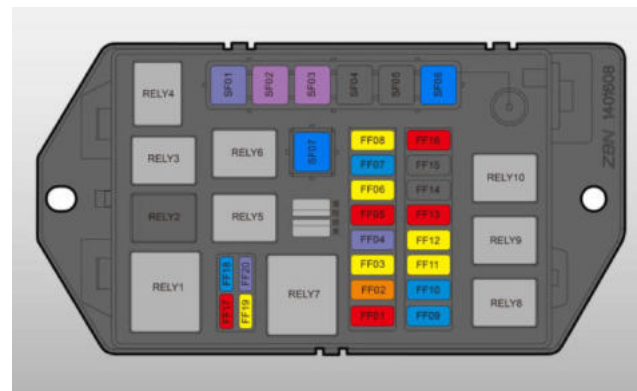 RELY4
SF01
SF02
SF03
SF04
SF05
SF06
ZBN 1401608
RELY3
RELY6
SF07
FF08
FF16
FF07
FF15
RELY10
FF06
FF14
RELY2
RELY5
FF05
FF13
FF04
FF12
RELY9
FF03
FF11
RELY1
FF18
FF20
RELY7
FF02
FF10
RELY8
FF17
FF19
FF01
FF09